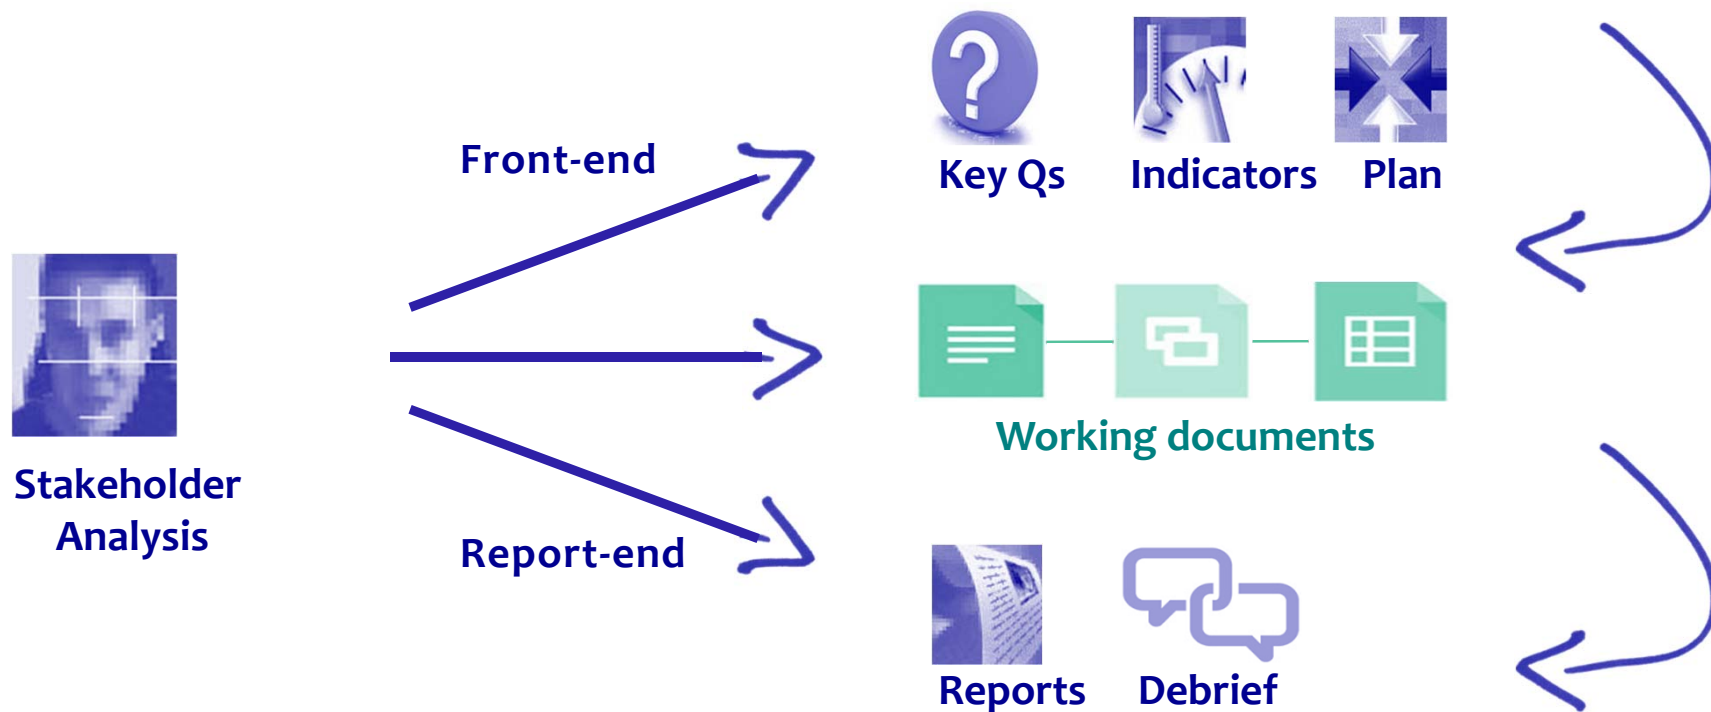 Front-end
Key Qs
Indicators
Plan
Stakeholder
Analysis
Working documents
Report-end
Reports
Debrief